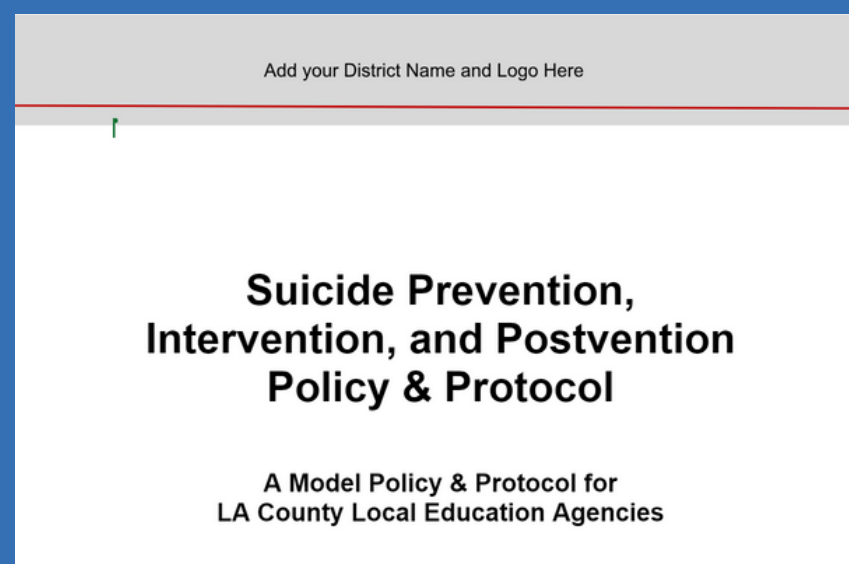 Add your District Name and Logo Here
Suicide Prevention,
Intervention, and Postvention
Policy & Protocol
A Model Policy & Protocol for
LA County Local Education Agencies